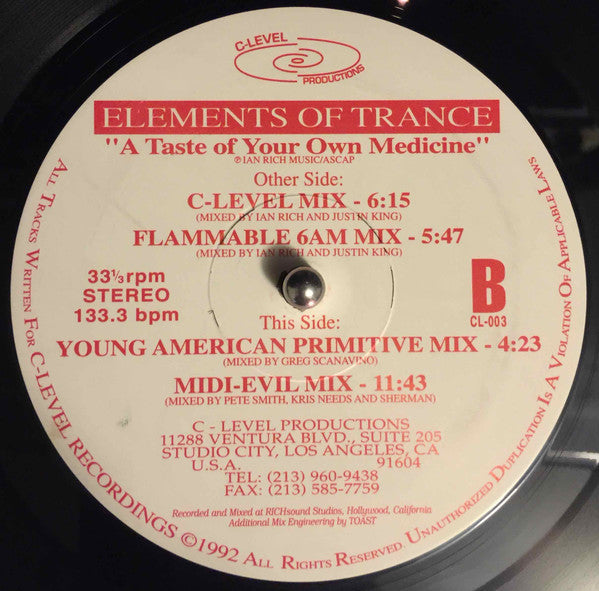 C-LEVEL
PRODUCTIONS
ELEMENTS OF TRANCE
"A Taste of Your Own Medicine"
℗IAN RICH MUSIC/ASCAP
Other Side:
C-LEVEL MIX - 6:15
(MIXED BY IAN RICH AND JUSTIN KING)
FLAMMABLE 6AM MIX - 5:47
(MIXED BY IAN RICH AND JUSTIN KING)
33⅓ rpm
STEREO
133.3 bpm
B
CL-003
This Side:
YOUNG AMERICAN PRIMITIVE MIX - 4:23
(MIXED BY GREG SCANAVINO)
MIDI-EVIL MIX - 11:43
(MIXED BY PETE SMITH, KRIS NEEDS AND SHERMAN)
C - LEVEL PRODUCTIONS
11288 VENTURA BLVD., SUITE 205
STUDIO CITY, LOS ANGELES, CA
U.S.A. 91604
TEL: (213) 960-9438
FAX: (213) 585-7759
Recorded and Mixed at RICHsound Studios, Hollywood, California
Additional Mix Engineering by TOAST
ALL TRACKS WRITTEN FOR C-LEVEL RECORDINGS ©1992 ALL RIGHTS RESERVED. UNAUTHORIZED DUPLICATION IS A VIOLATION OF APPLICABLE LAWS